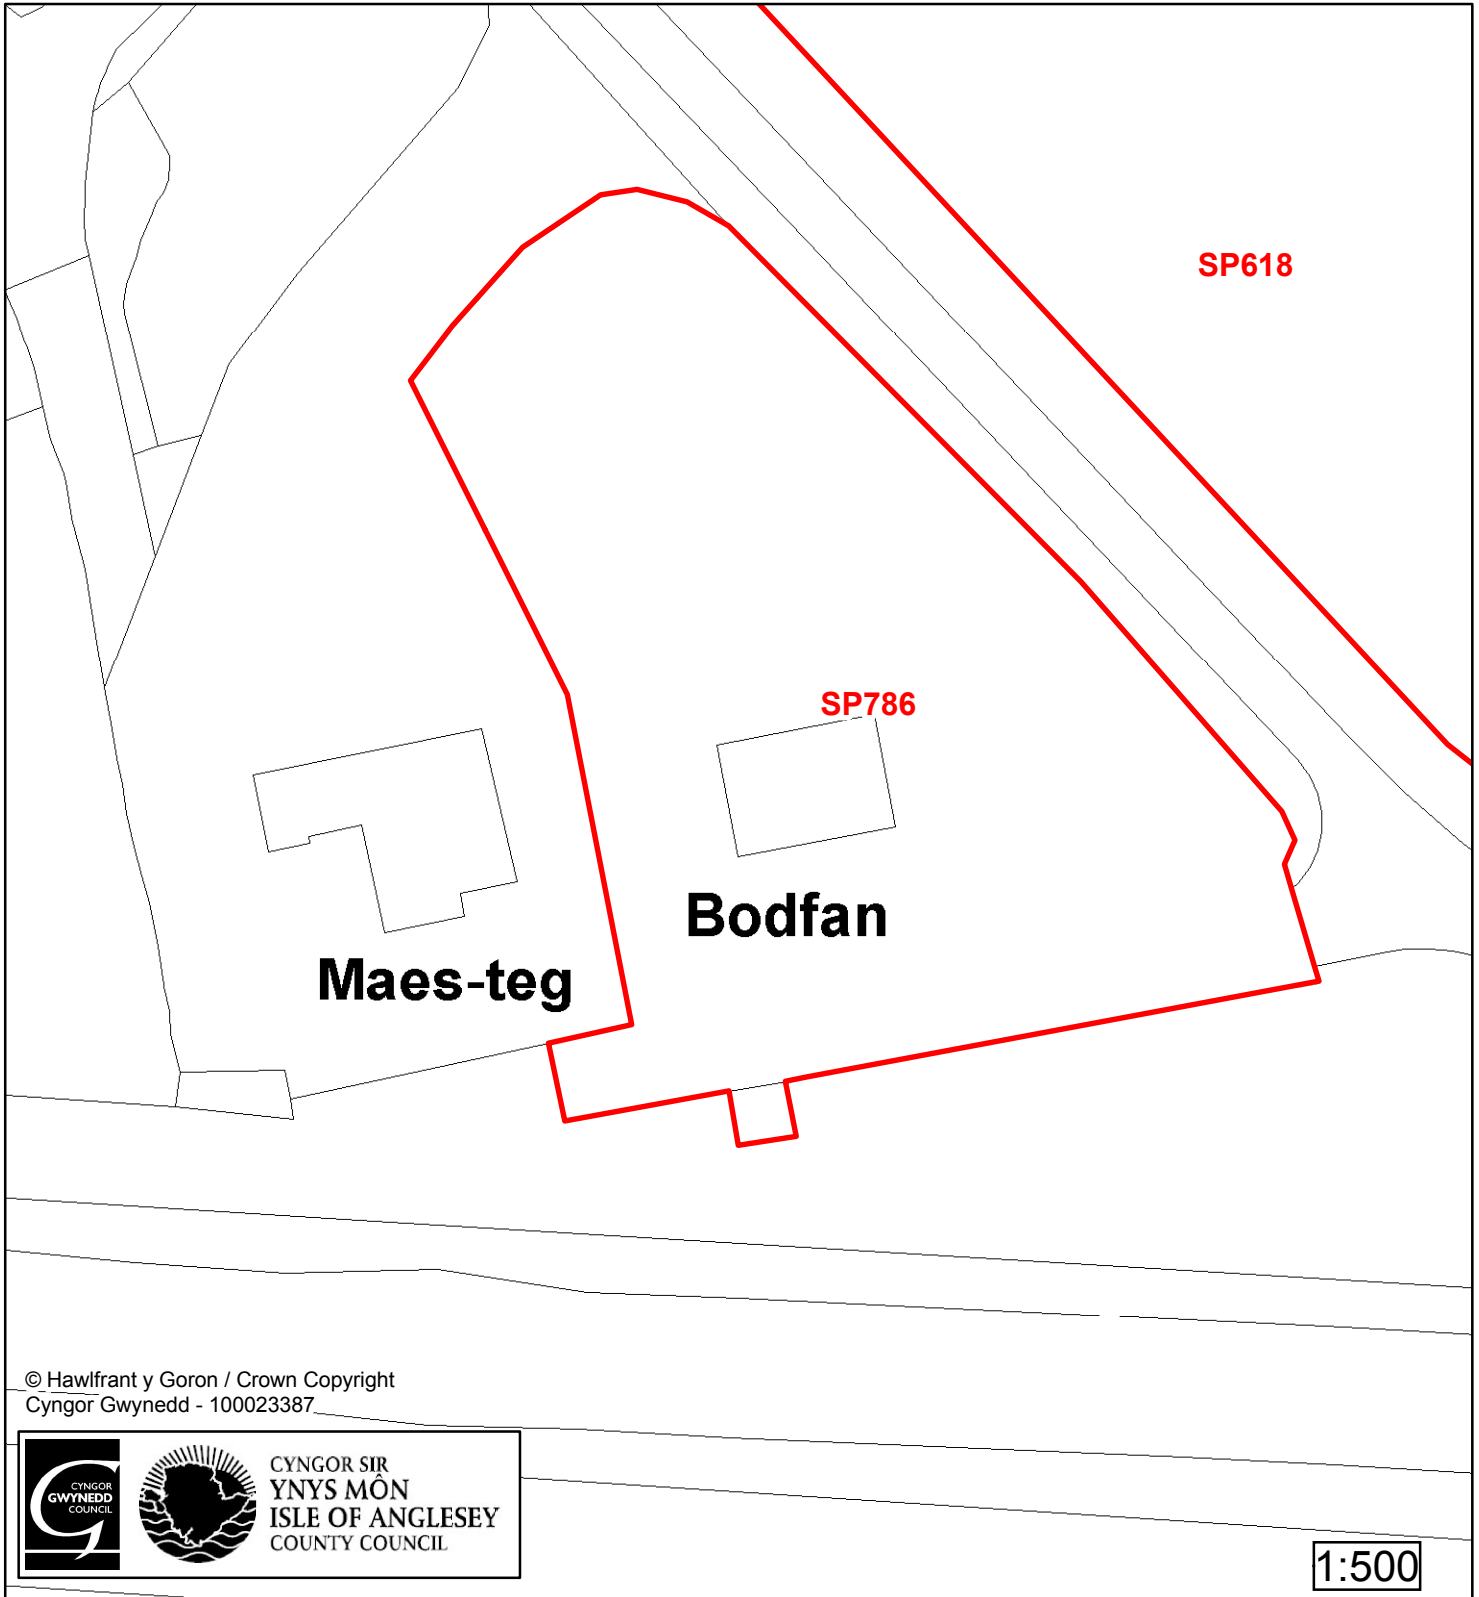 SP618
SP786
Bodfan
Maes-teg
© Hawlfrant y Goron / Crown Copyright
Cyngor Gwynedd - 100023387
CYNGOR
GWYNEDD
COUNCIL
CYNGOR SIR
YNYS MÔN
ISLE OF ANGLESEY
COUNTY COUNCIL
1:500